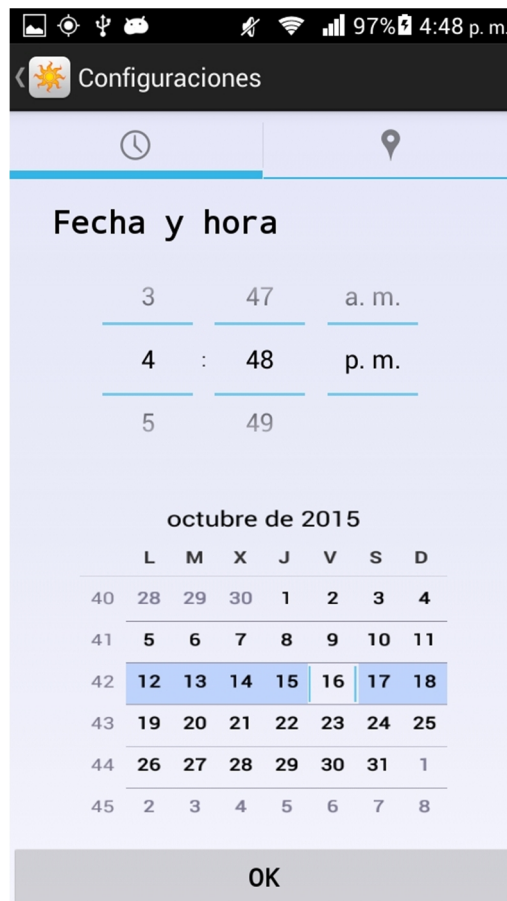 97% 4:48 p. m.
Configuraciones
Fecha y hora
3 47 a. m.
4 : 48 p. m.
5 49
octubre de 2015
L M X J V S D
40 28 29 30 1 2 3 4
41 5 6 7 8 9 10 11
42 12 13 14 15 16 17 18
43 19 20 21 22 23 24 25
44 26 27 28 29 30 31 1
45 2 3 4 5 6 7 8
OK